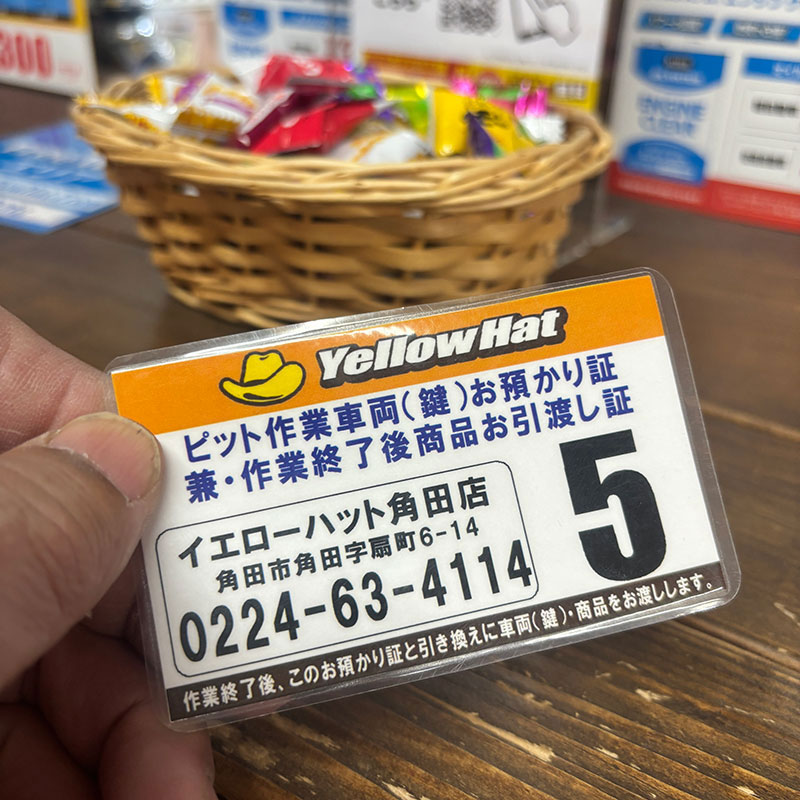 300
ENGINE
CLEAR
YellowHat
ピット作業車両(鍵)お預かり証
兼・作業終了後商品お引渡し証
5
イエローハット角田店
角田市角田字扇町6-14
0224-63-4114
作業終了後、このお預かり証と引き換えに車両(鍵)・商品をお渡しします。